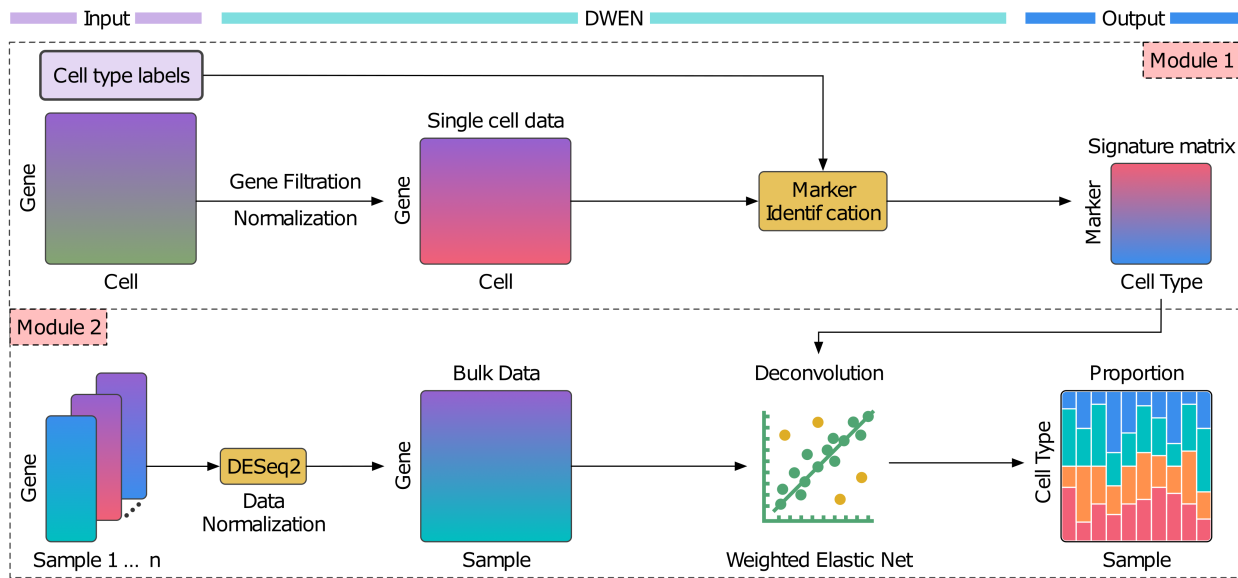 Input
DWEN
Output
Module 1
Cell type labels
Single cell data
Signature matrix
Gene
Gene Filtration
Normalization
Gene
Marker
Identif cation
Marker
Cell
Cell
Cell Type
Module 2
Bulk Data
Deconvolution
Proportion
Gene
DESeq2
Data
Normalization
Gene
Cell Type
Sample 1 ... n
Sample
Weighted Elastic Net
Sample